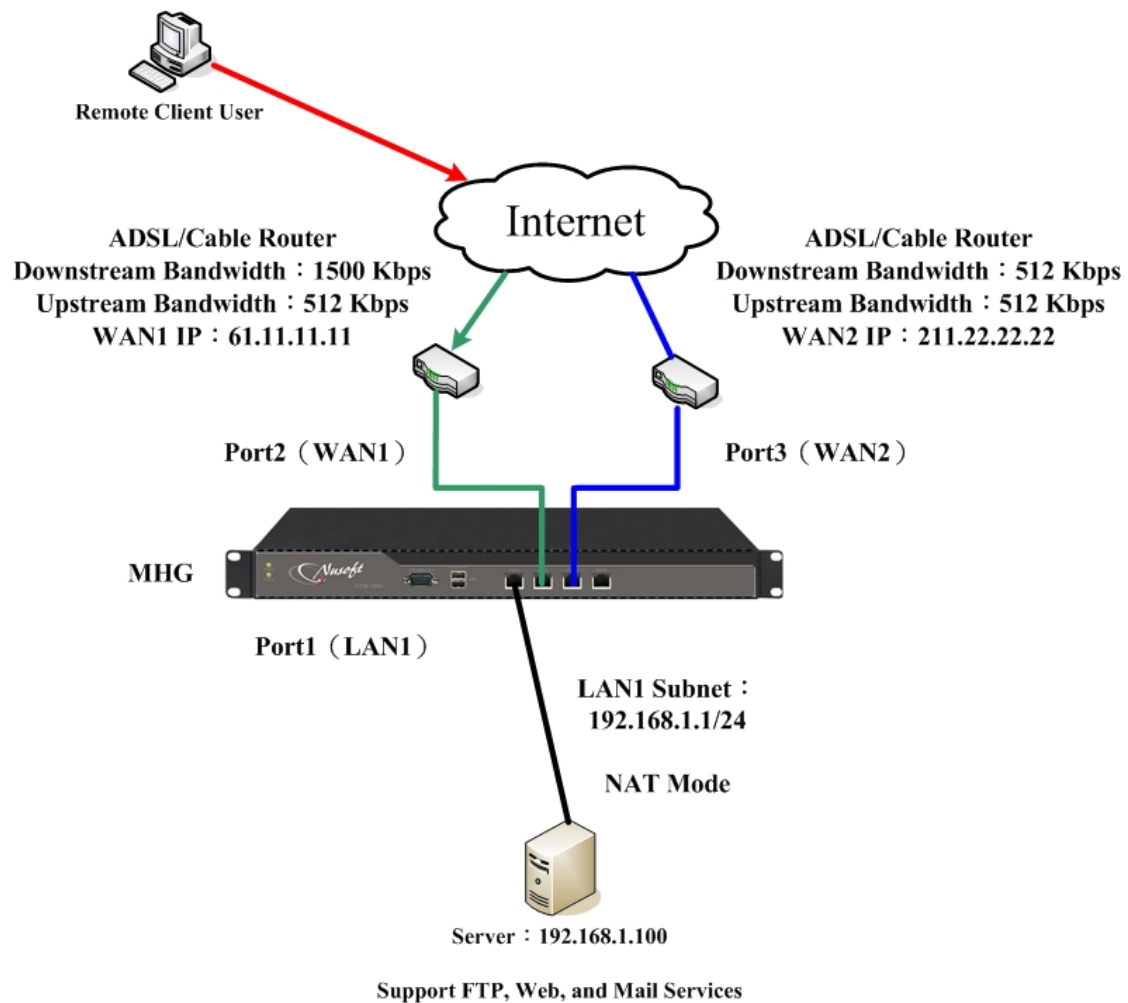 Remote Client User
Internet
ADSL/Cable Router
Downstream Bandwidth：1500 Kbps
Upstream Bandwidth：512 Kbps
WAN1 IP：61.11.11.11
ADSL/Cable Router
Downstream Bandwidth：512 Kbps
Upstream Bandwidth：512 Kbps
WAN2 IP：211.22.22.22
Port2（WAN1）
Port3（WAN2）
MHG
Nusoft
Port1（LAN1）
LAN1 Subnet：
192.168.1.1/24
NAT Mode
Server：192.168.1.100
Support FTP, Web, and Mail Services